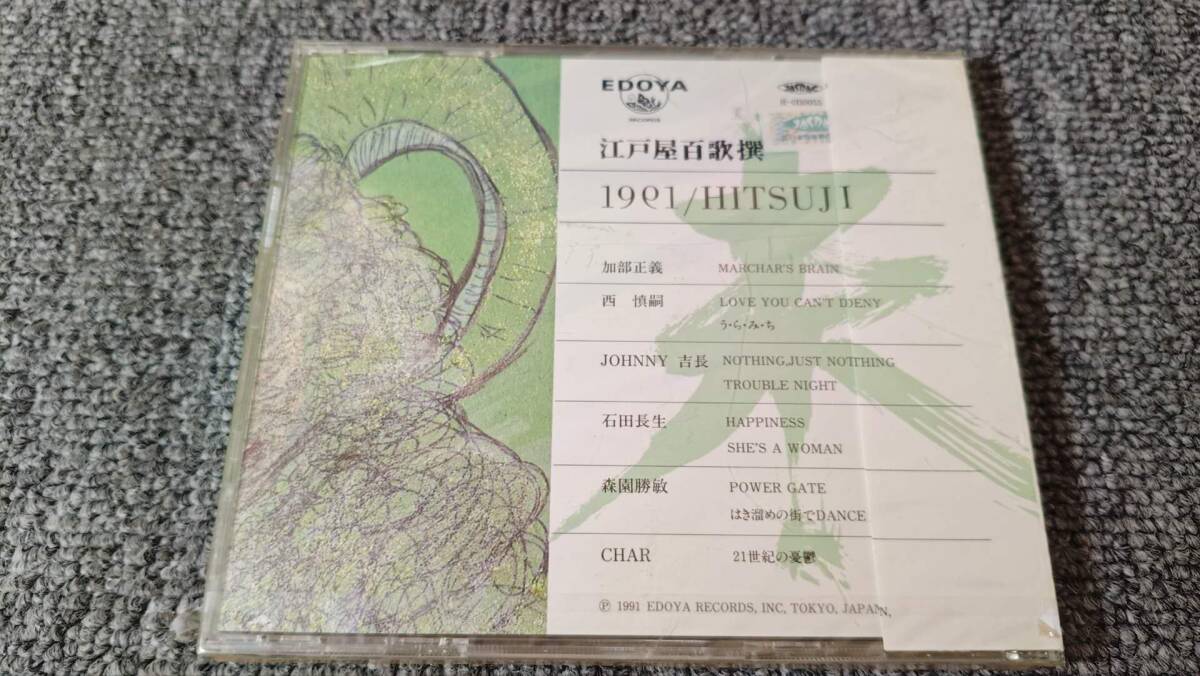 EDOYA
RECORDS
江戸屋百歌撰
1991/HITSUJI
加部正義 MARCHAR'S BRAIN
西 慎嗣 LOVE YOU CAN'T DENY
う・ら・み・ち
JOHNNY 吉長 NOTHING,JUST NOTHING
TROUBLE NIGHT
石田長生 HAPPINESS
SHE'S A WOMAN
森園勝敏 POWER GATE
はき溜めの街でDANCE
CHAR 21世紀の憂鬱
Ⓟ 1991 EDOYA RECORDS, INC, TOKYO, JAPAN.